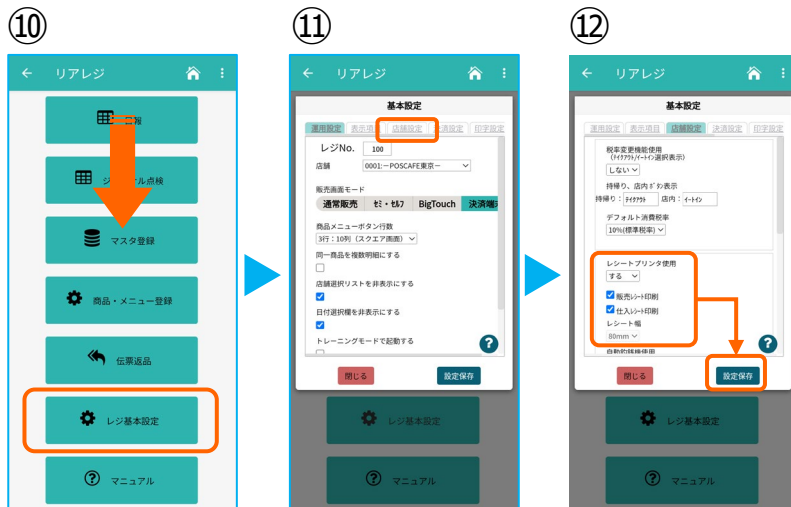 ⑩
リアレジ
日報
ジャーナル点検
マスタ登録
商品・メニュー登録
伝票返品
レジ基本設定
マニュアル
⑪
リアレジ
基本設定
運用設定 表示項目 店舗設定 決済設定 印字設定
レジNo. 100
店舗 0001:－POSCAFE東京－
販売画面モード
通常販売 ｾﾐ・ｾﾙﾌ BigTouch 決済端
商品メニューボタン行数
3行：10列（スクエア画面）
同一商品を複数明細にする
店舗選択リストを非表示にする
日付選択欄を非表示にする
トレーニングモードで起動する
?
閉じる 設定保存
レジ基本設定
マニュアル
⑫
リアレジ
基本設定
運用設定 表示項目 店舗設定 決済設定 印字設定
税率変更機能使用
(ﾃｲｸｱｳﾄ/ｲｰﾄｲﾝ選択表示)
しない
持帰り、店内ﾎﾞﾀﾝ表示
持帰り： ﾃｲｸｱｳﾄ 店内： ｲｰﾄｲﾝ
デフォルト消費税率
10%(標準税率)
レシートプリンタ使用
する
販売ﾚｼｰﾄ印刷
仕入ﾚｼｰﾄ印刷
レシート幅
80mm
自動釣銭機使用
?
閉じる 設定保存
レジ基本設定
マニュアル